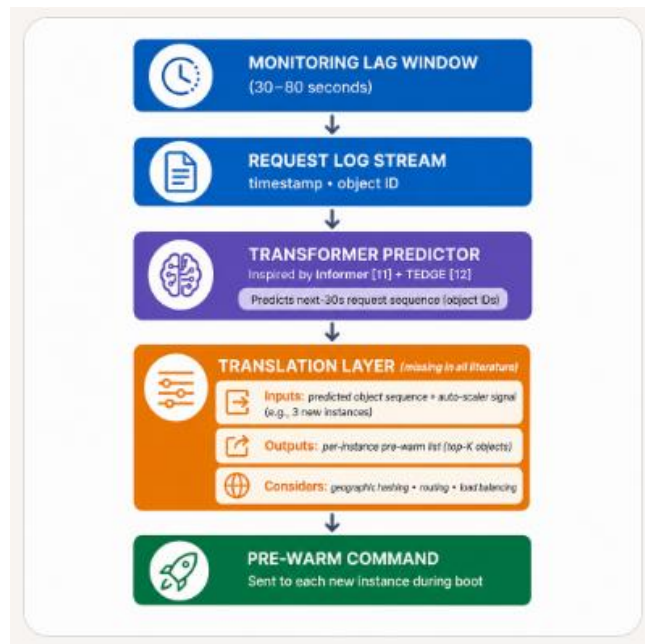 MONITORING LAG WINDOW
(30–80 seconds)
REQUEST LOG STREAM
timestamp • object ID
TRANSFORMER PREDICTOR
Inspired by Informer [11] + TEDGE [12]
Predicts next-30s request sequence (object IDs)
TRANSLATION LAYER (missing in all literature)
Inputs: predicted object sequence + auto-scaler signal
(e.g., 3 new instances)
Outputs: per-instance pre-warm list (top-K objects)
Considers: geographic hashing • routing • load balancing
PRE-WARM COMMAND
Sent to each new instance during boot